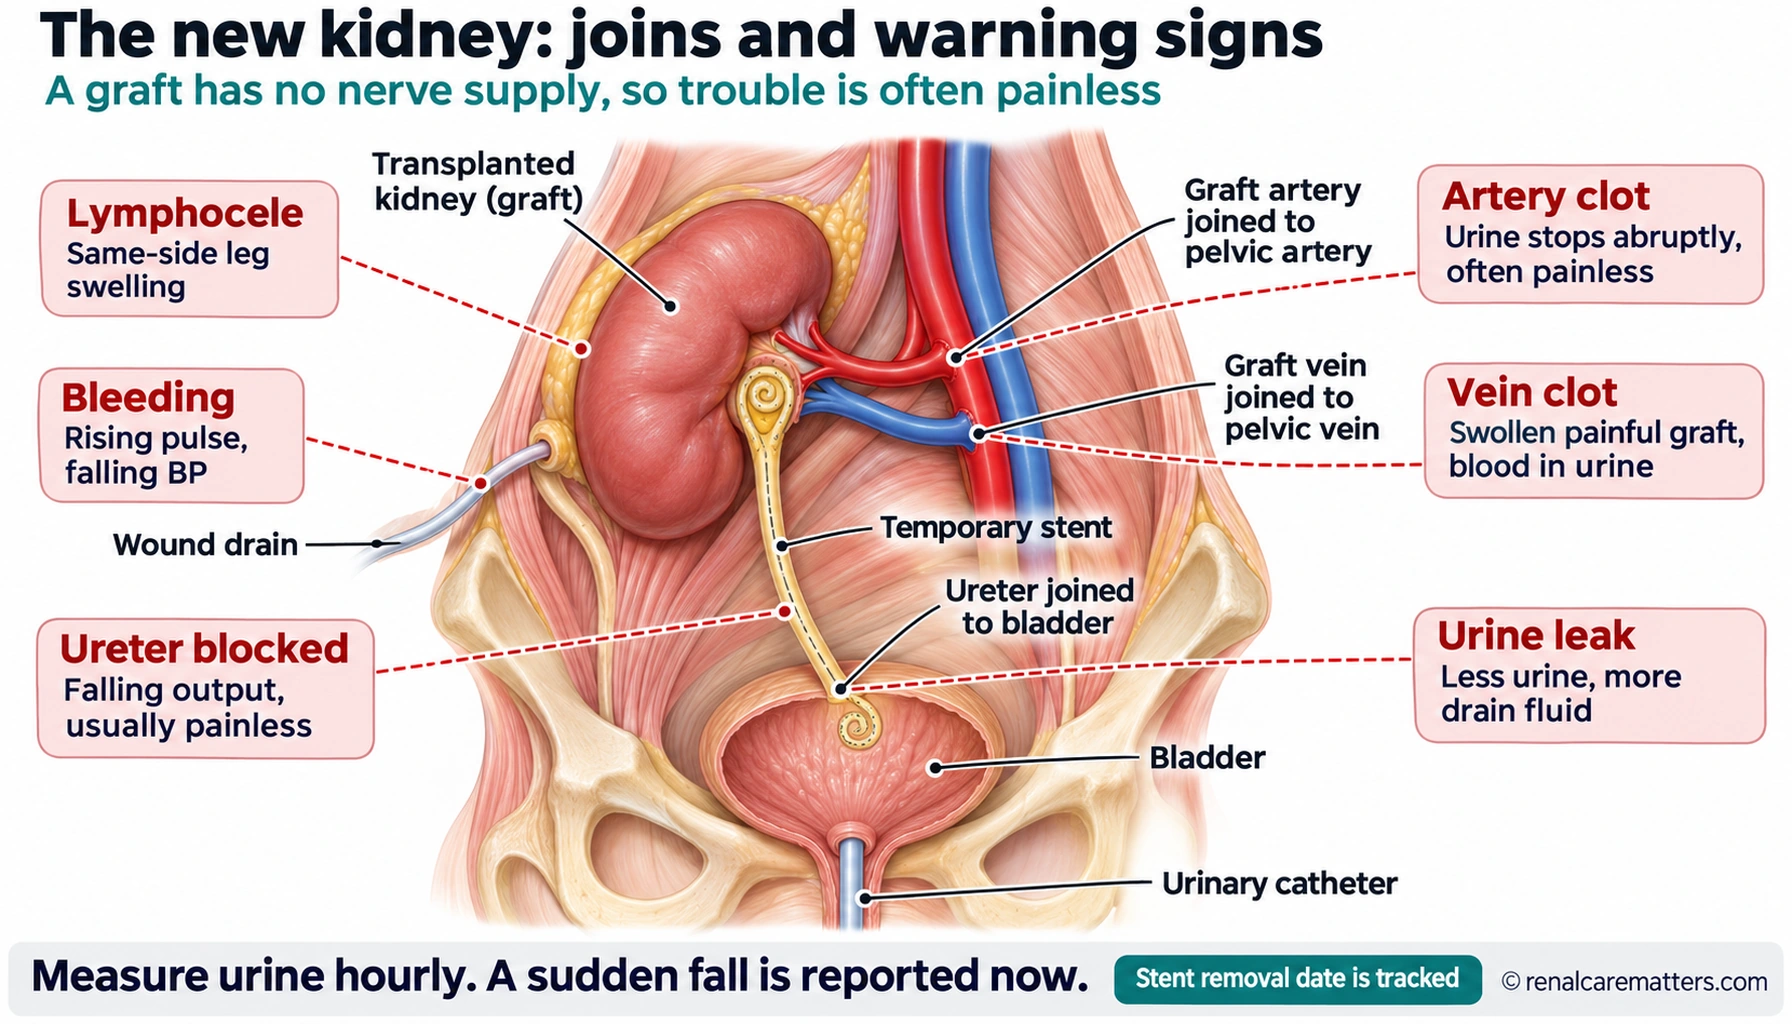 The new kidney: joins and warning signs
A graft has no nerve supply, so trouble is often painless
Transplanted
kidney (graft)
Lymphocele
Same-side leg
swelling
Bleeding
Rising pulse,
falling BP
Wound drain
Ureter blocked
Falling output,
usually painless
Graft artery
joined to
pelvic artery
Artery clot
Urine stops abruptly,
often painless
Graft vein
joined to
pelvic vein
Vein clot
Swollen painful graft,
blood in urine
Temporary stent
Ureter joined
to bladder
Urine leak
Less urine, more
drain fluid
Bladder
Urinary catheter
Measure urine hourly. A sudden fall is reported now.
Stent removal date is tracked
© renalcarematters.com